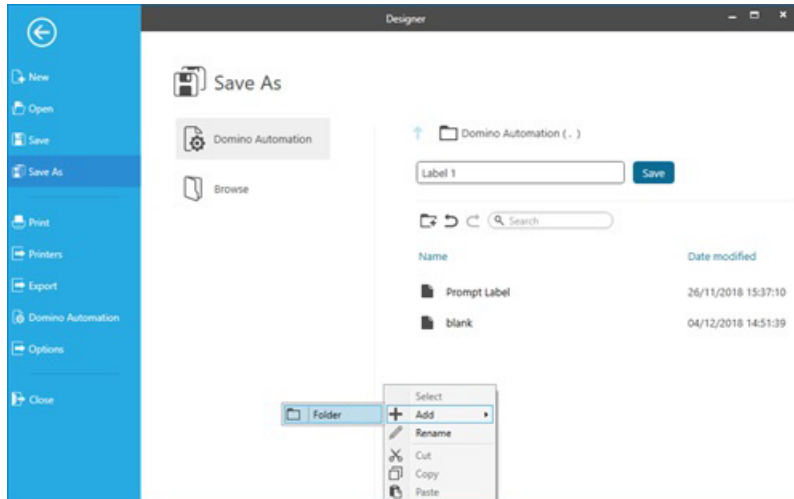 Designer
New
Open
Save
Save As
Print
Printers
Export
Domino Automation
Options
Close
Save As
Domino Automation
Browse
Domino Automation ( . )
Label 1
Save
Search
Name Date modified
Prompt Label 26/11/2018 15:37:10
blank 04/12/2018 14:51:39
Select
Add
Folder
Rename
Cut
Copy
Paste